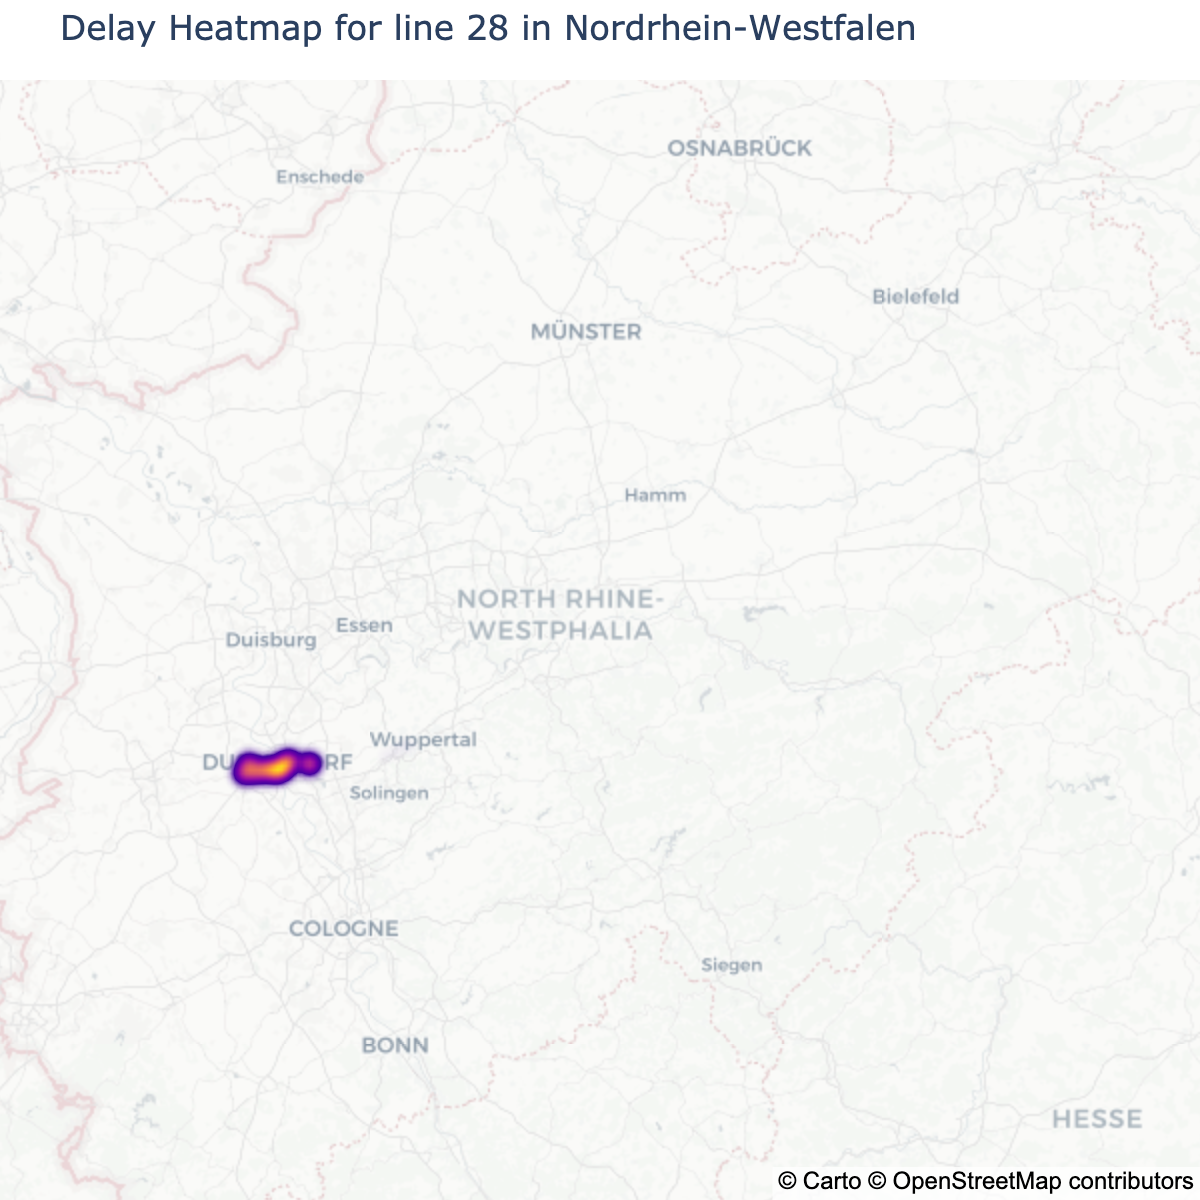 Delay Heatmap for line 28 in Nordrhein-Westfalen
OSNABRÜCK
Enschede
Bielefeld
MÜNSTER
Hamm
NORTH RHINE-
WESTPHALIA
Essen
Duisburg
Wuppertal
DU RF
Solingen
COLOGNE
Siegen
BONN
HESSE
© Carto © OpenStreetMap contributors